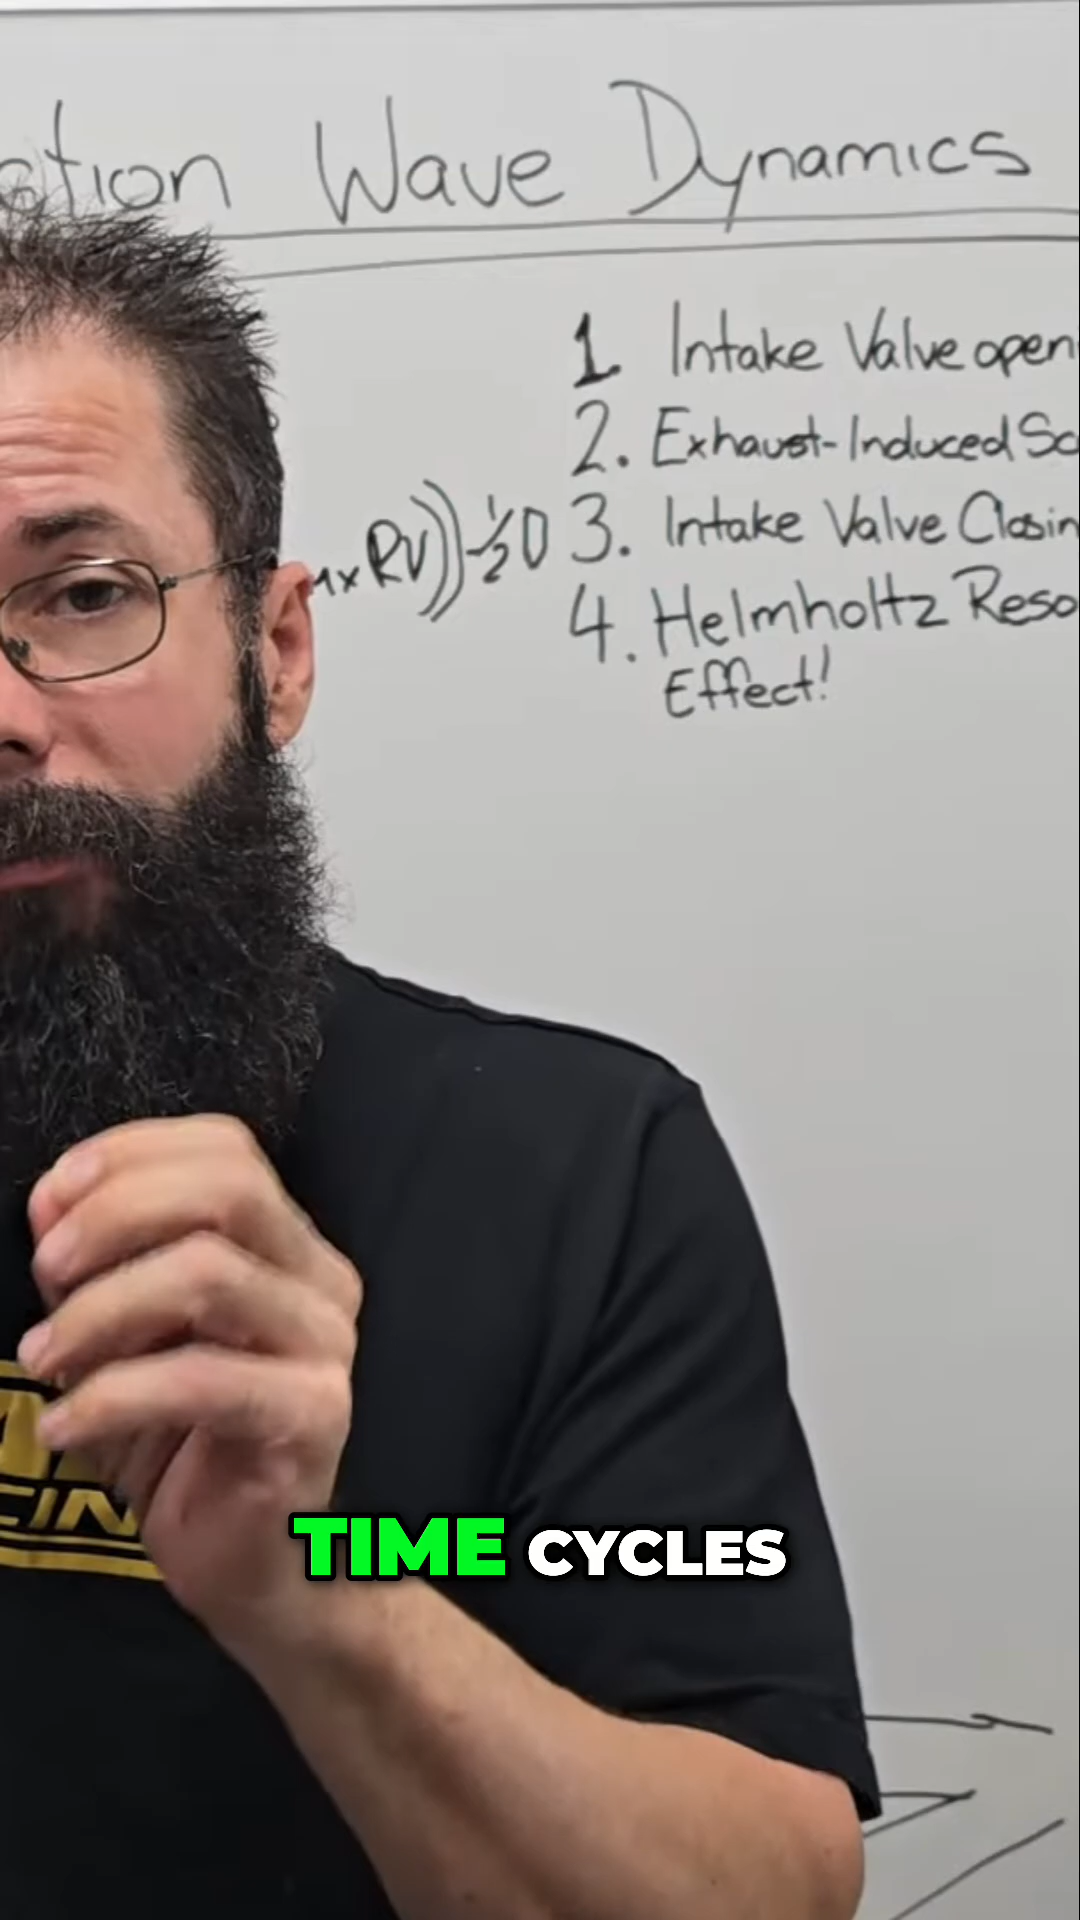 ction Wave Dynamics
1. Intake Valve open
2. Exhaust-Induced Sc
xRV))-½D 3. Intake Valve Closin
4. Helmholtz Reso
Effect!
CIN
TIME CYCLES